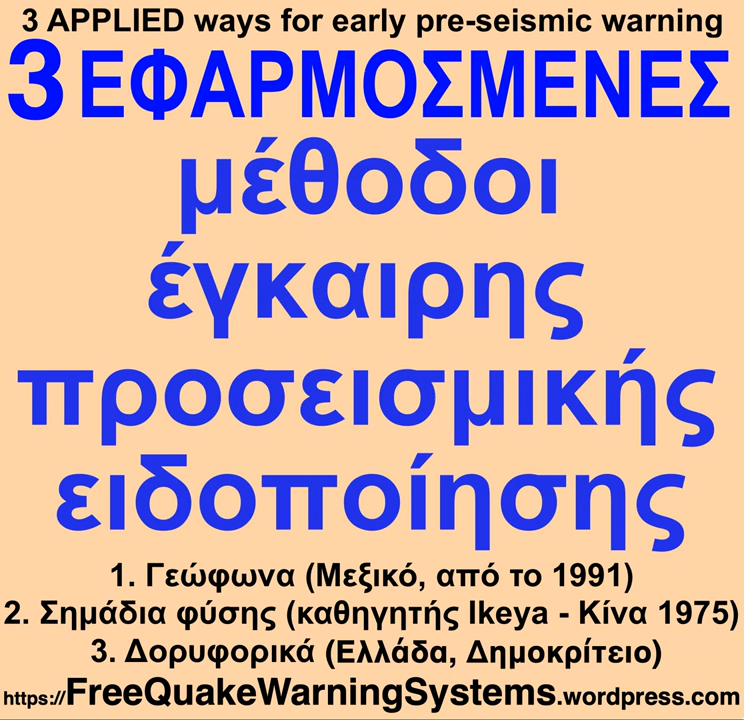 3 APPLIED ways for early pre-seismic warning
3 ΕΦΑΡΜΟΣΜΕΝΕΣ
μέθοδοι
έγκαιρης
προσεισμικής
ειδοποίησης
1. Γεώφωνα (Μεξικό, από το 1991)
2. Σημάδια φύσης (καθηγητής Ikeya - Κίνα 1975)
3. Δορυφορικά (Ελλάδα, Δημοκρίτειο)
https://FreeQuakeWarningSystems.wordpress.com